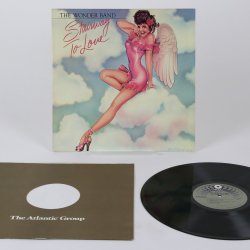 THE WONDER BAND
Stairway
To Love
The Atlantic Group